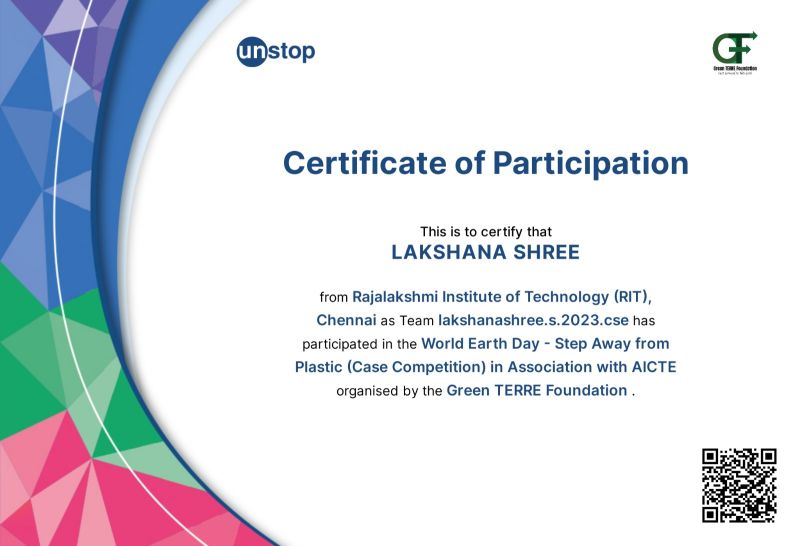 unstop
GF
Green TERRE Foundation
Certificate of Participation
This is to certify that
LAKSHANA SHREE
from Rajalakshmi Institute of Technology (RIT),
Chennai as Team lakshanashree.s.2023.cse has
participated in the World Earth Day - Step Away from
Plastic (Case Competition) in Association with AICTE
organised by the Green TERRE Foundation .